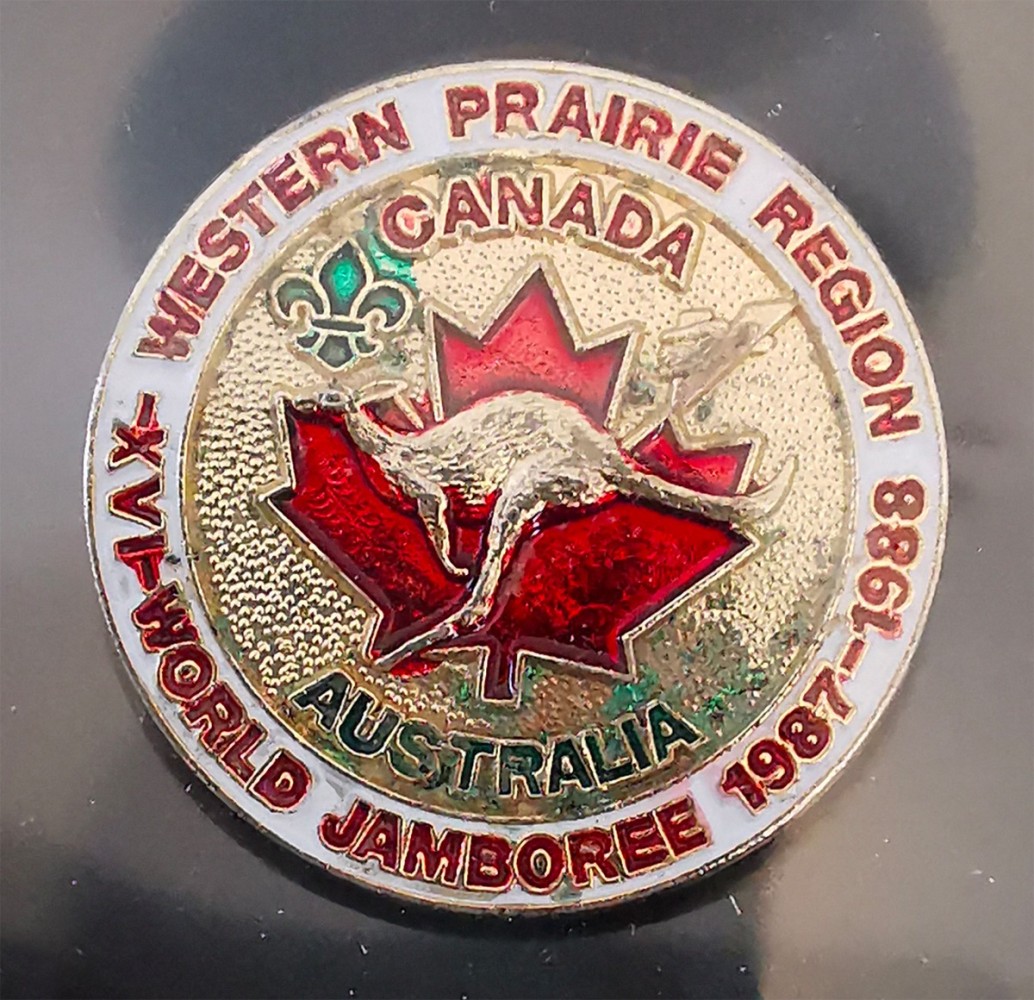 WESTERN PRAIRIE REGION
CANADA
AUSTRALIA
XVI-WORLD JAMBOREE 1987-1988